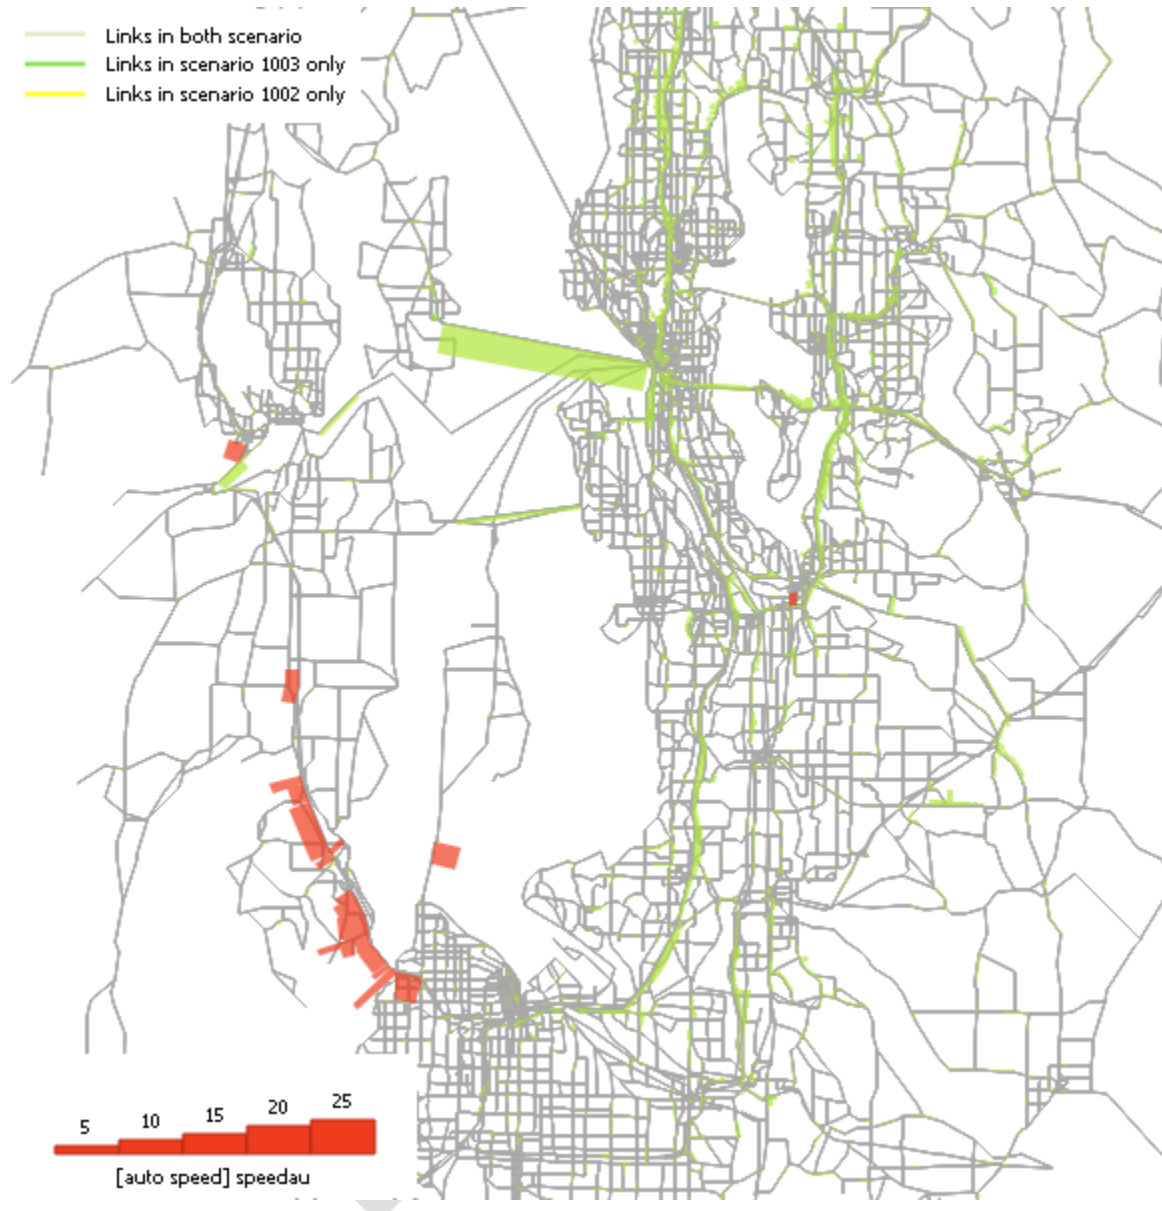 Links in both scenario
Links in scenario 1003 only
Links in scenario 1002 only
5 10 15 20 25
[auto speed] speedau